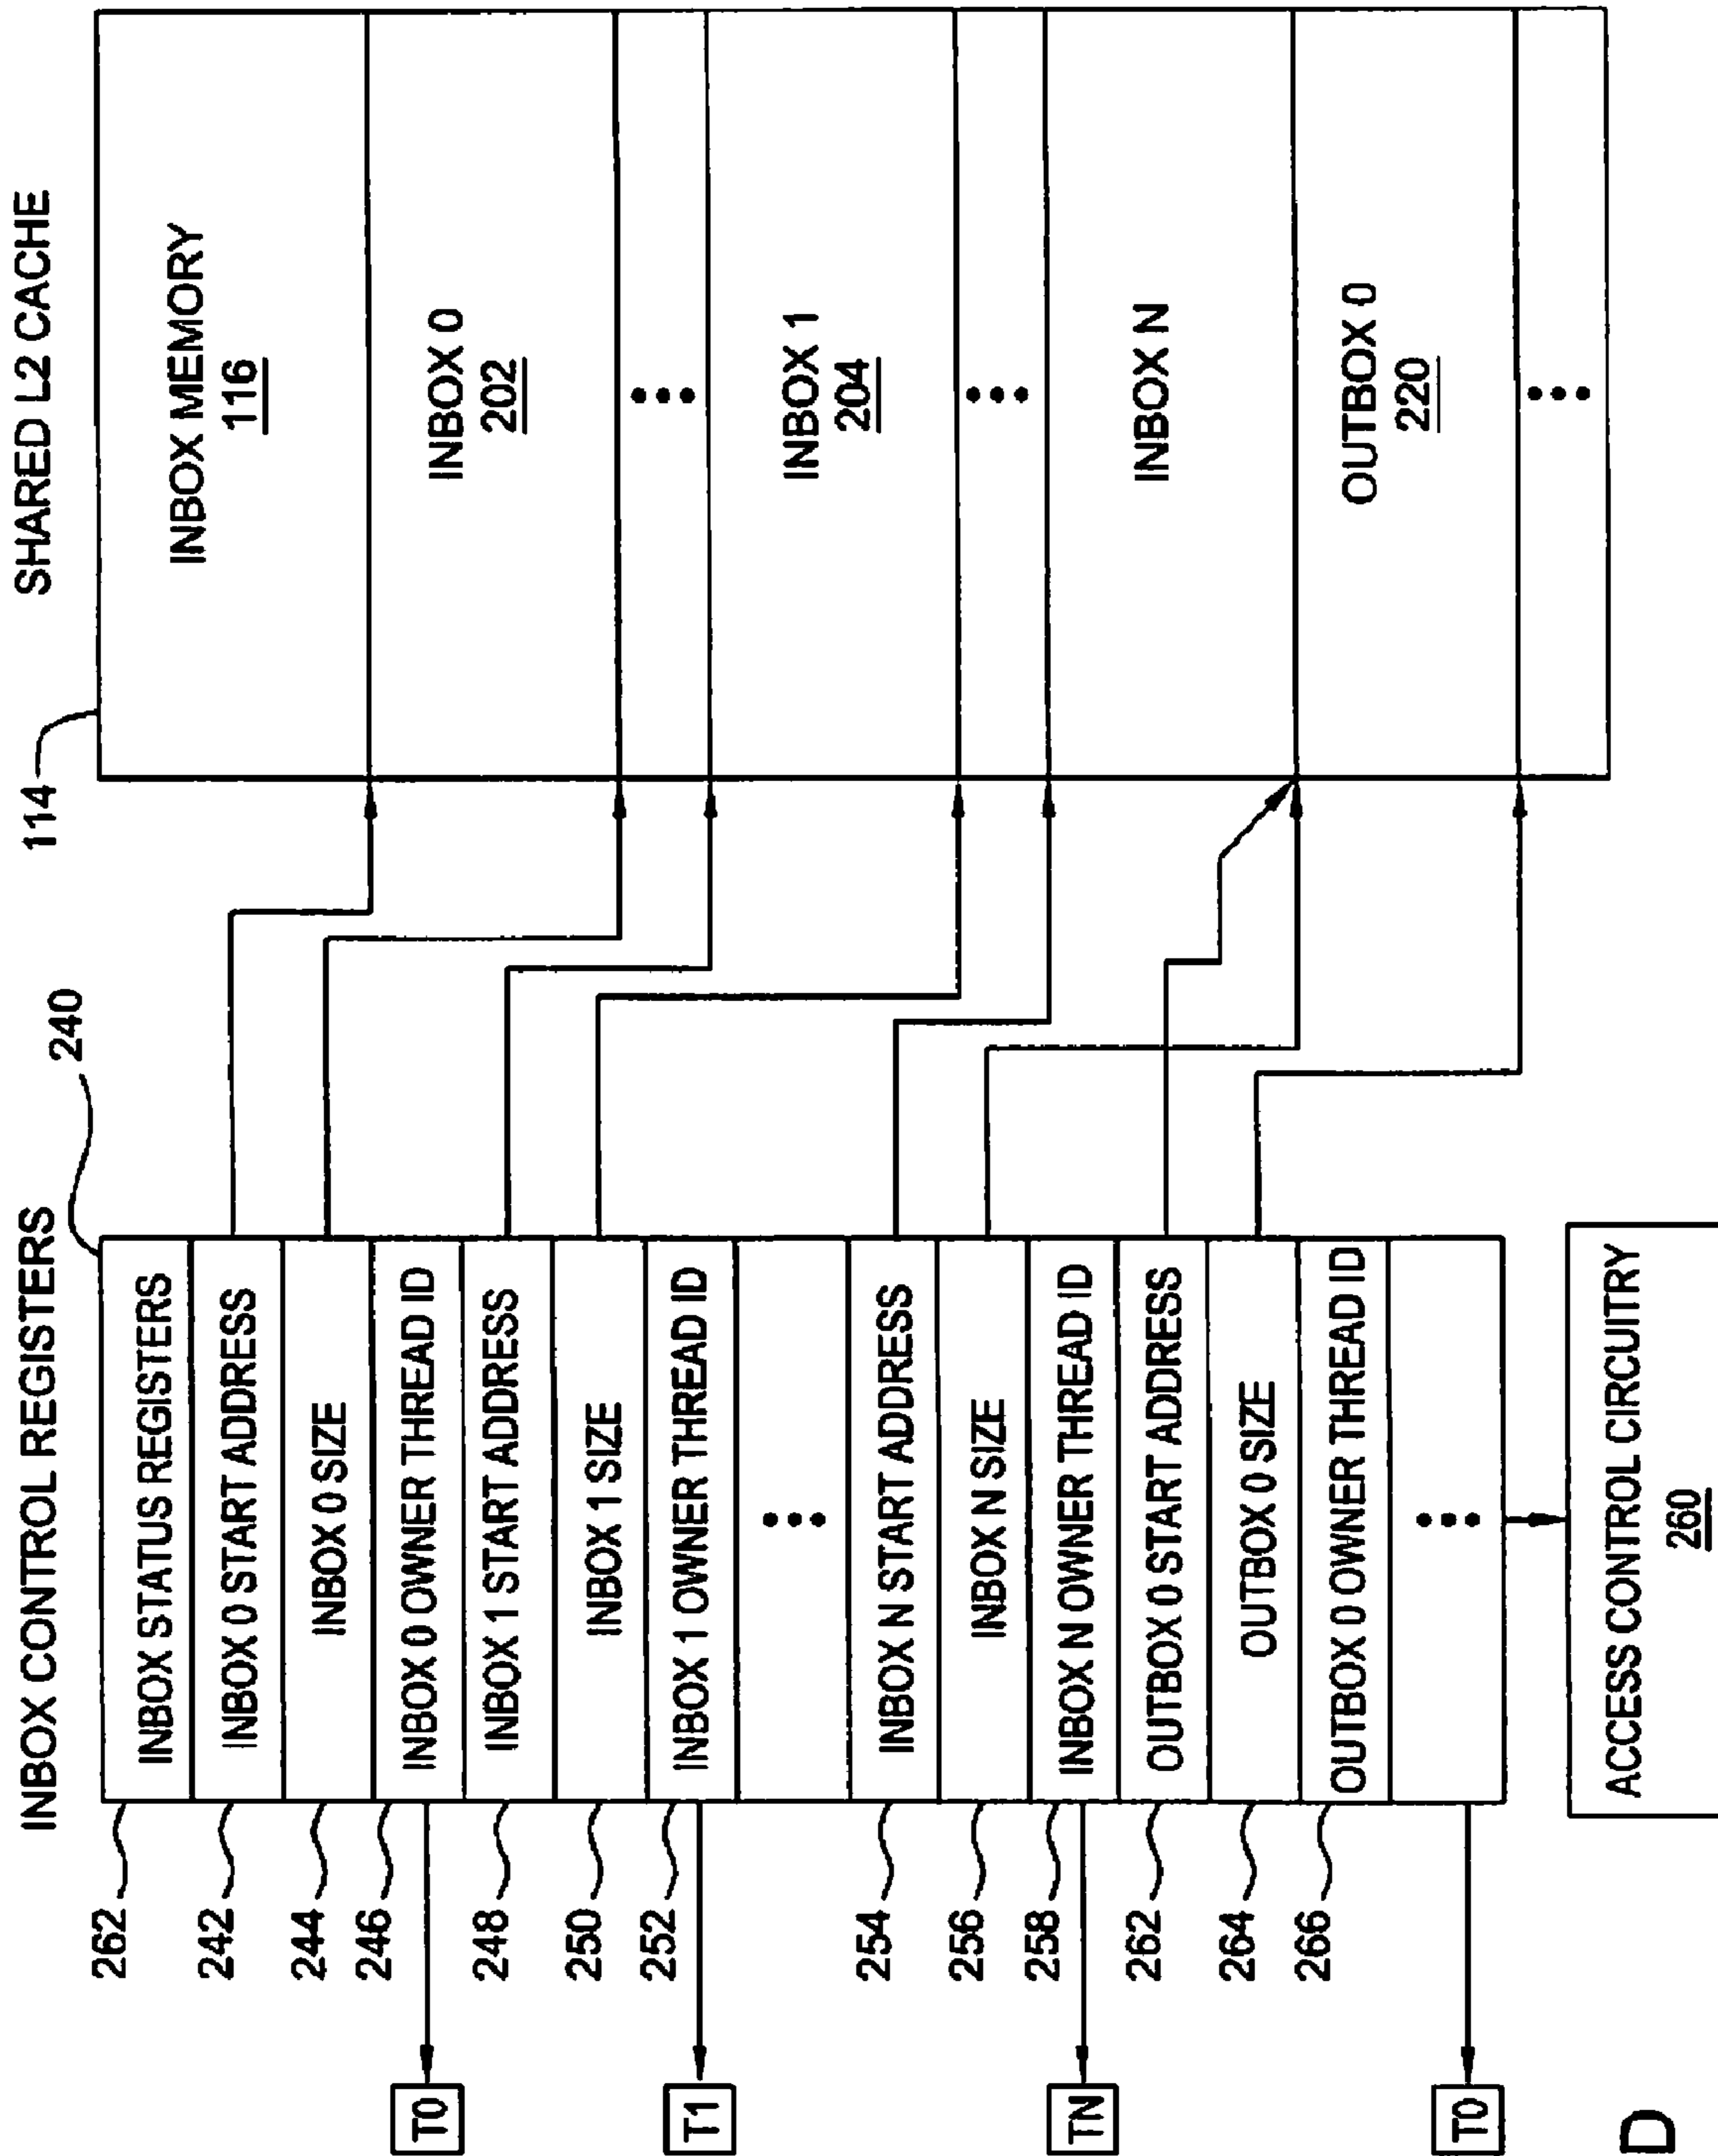 INBOX CONTROL REGISTERS
240
262
INBOX STATUS REGISTERS
242
INBOX 0 START ADDRESS
244
INBOX 0 SIZE
246
INBOX 0 OWNER THREAD ID
T0
248
INBOX 1 START ADDRESS
250
INBOX 1 SIZE
252
INBOX 1 OWNER THREAD ID
T1
254
INBOX N START ADDRESS
256
INBOX N SIZE
258
INBOX N OWNER THREAD ID
TN
262
OUTBOX 0 START ADDRESS
264
OUTBOX 0 SIZE
266
OUTBOX 0 OWNER THREAD ID
T0
ACCESS CONTROL CIRCUITRY
260
SHARED L2 CACHE
114
INBOX MEMORY
116
INBOX 0
202
INBOX 1
204
INBOX N
OUTBOX 0
220
D